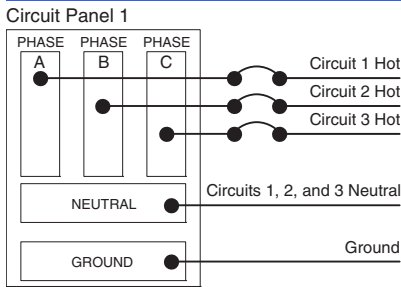 Circuit Panel 1
PHASE PHASE PHASE
A B C
Circuit 1 Hot
Circuit 2 Hot
Circuit 3 Hot
Circuits 1, 2, and 3 Neutral
NEUTRAL
Ground
GROUND